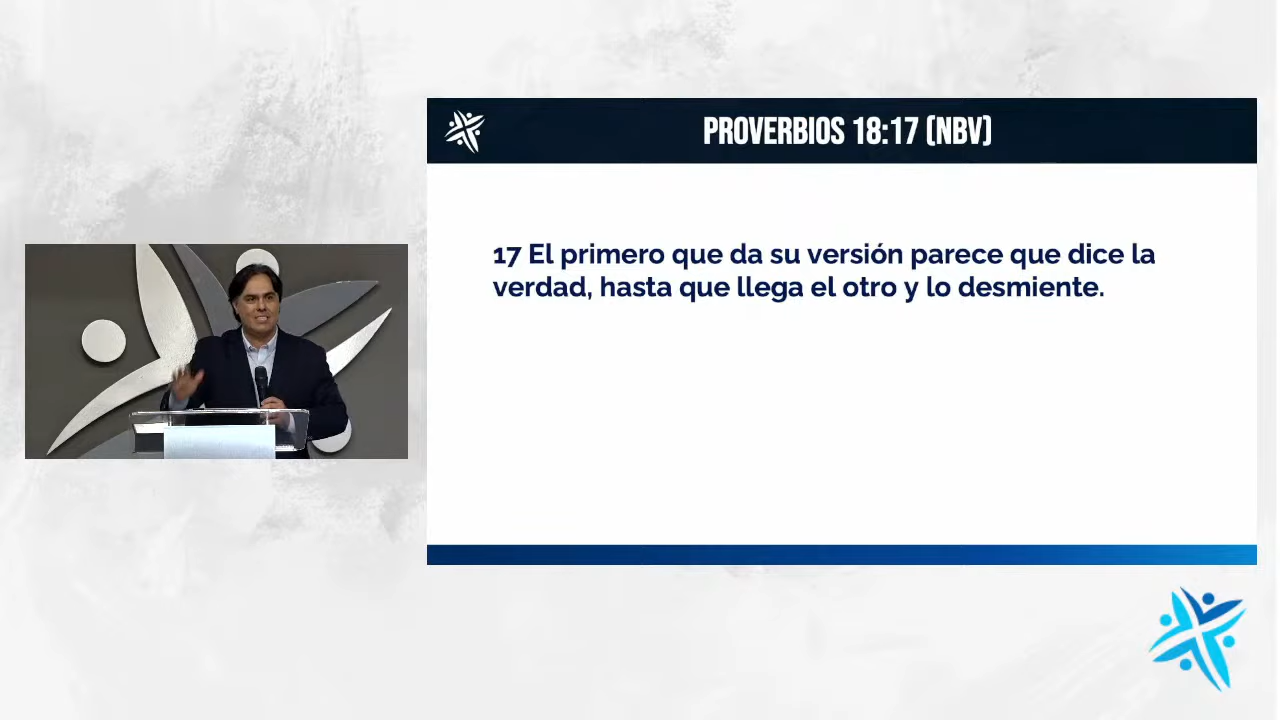 PROVERBIOS 18:17 (NBV)
17 El primero que da su versión parece que dice la
verdad, hasta que llega el otro y lo desmiente.